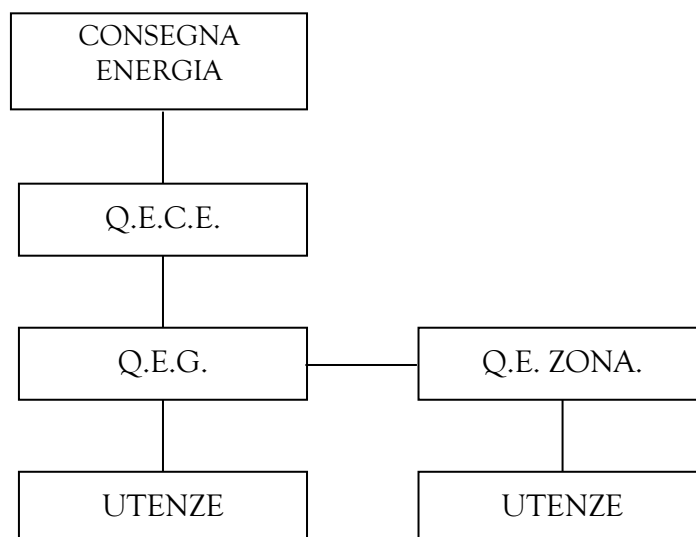 CONSEGNA
ENERGIA
Q.E.C.E.
Q.E.G.
Q.E. ZONA.
UTENZE
UTENZE